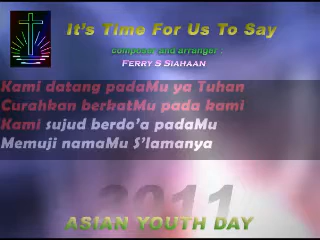 It's Time For Us To Say
composer and arranger :
Ferry S Siahaan
Kami datang padaMu ya Tuhan
Curahkan berkatMu pada kami
Kami sujud berdo'a padaMu
Memuji namaMu S'lamanya
2011
ASIAN YOUTH DAY